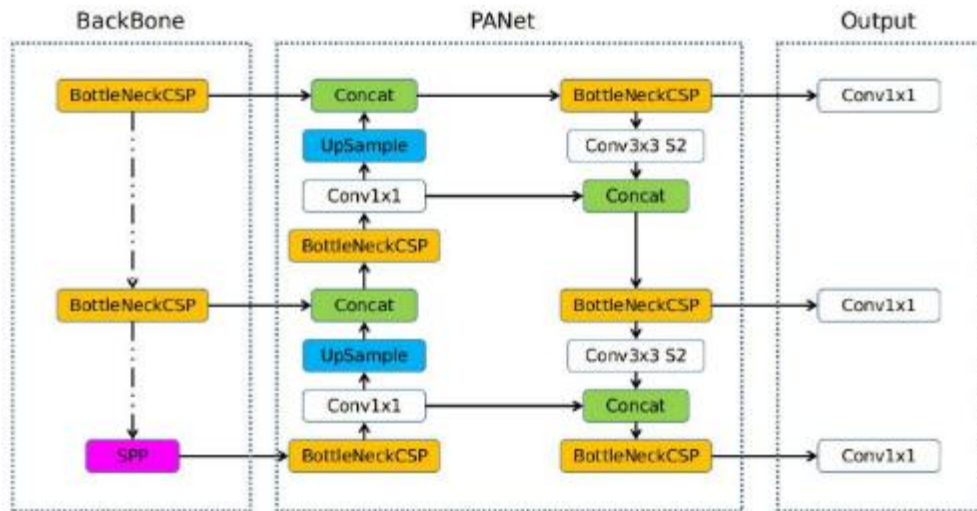 BackBone PANet Output
BottleNeckCSP Concat BottleNeckCSP Conv1x1
UpSample Conv3x3 S2
Conv1x1 Concat
BottleNeckCSP
BottleNeckCSP Concat BottleNeckCSP Conv1x1
UpSample Conv3x3 S2
Conv1x1 Concat
SPP BottleNeckCSP BottleNeckCSP Conv1x1